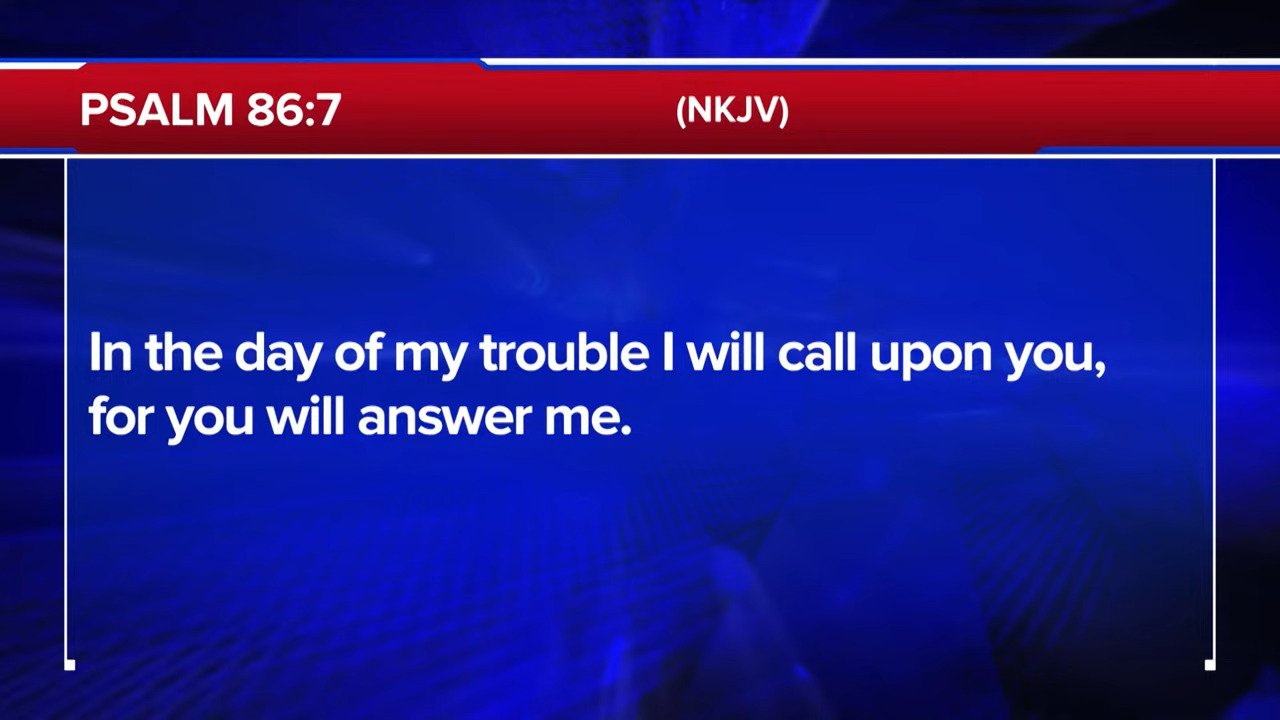 PSALM 86:7 (NKJV)
In the day of my trouble I will call upon you,
for you will answer me.